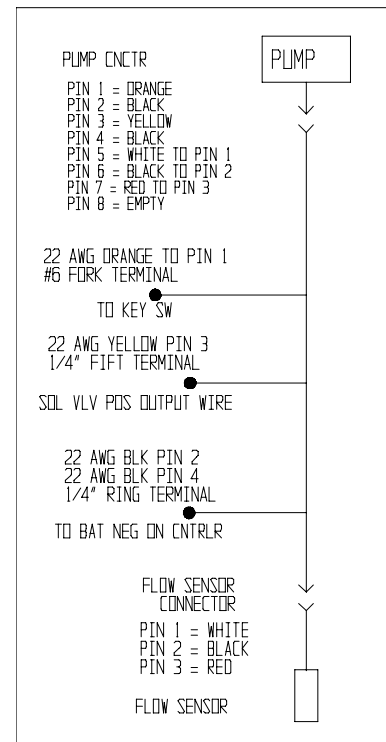 PUMP CNCTR
PUMP
PIN 1 = ORANGE
PIN 2 = BLACK
PIN 3 = YELLOW
PIN 4 = BLACK
PIN 5 = WHITE TO PIN 1
PIN 6 = BLACK TO PIN 2
PIN 7 = RED TO PIN 3
PIN 8 = EMPTY
22 AWG ORANGE TO PIN 1
#6 FORK TERMINAL
TO KEY SW
22 AWG YELLOW PIN 3
1/4" FIFT TERMINAL
SOL VLV POS OUTPUT WIRE
22 AWG BLK PIN 2
22 AWG BLK PIN 4
1/4" RING TERMINAL
TO BAT NEG ON CNTRLR
FLOW SENSOR
CONNECTOR
PIN 1 = WHITE
PIN 2 = BLACK
PIN 3 = RED
FLOW SENSOR